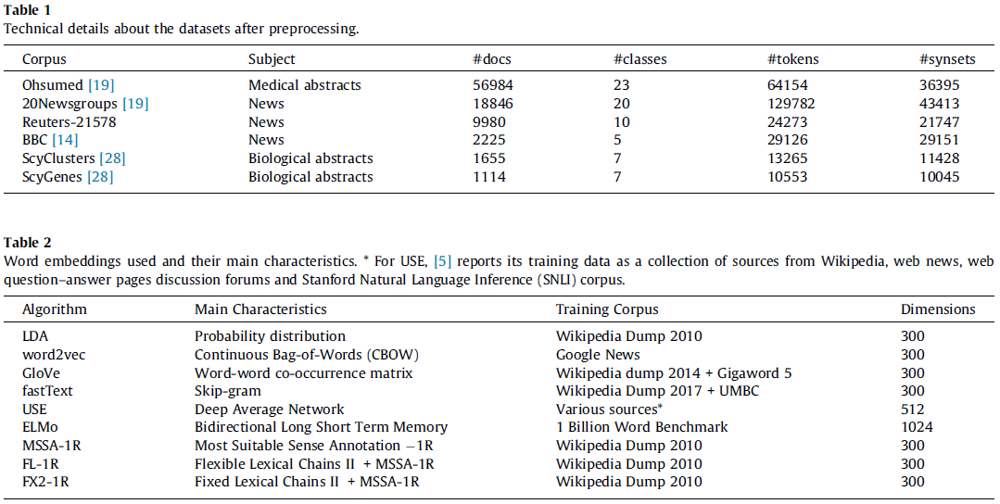 Table 1
Technical details about the datasets after preprocessing.
Corpus Subject #docs #classes #tokens #synsets
Ohsumed [19] Medical abstracts 56984 23 64154 36395
20Newsgroups [19] News 18846 20 129782 43413
Reuters-21578 News 9980 10 24273 21747
BBC [14] News 2225 5 29126 29151
ScyClusters [28] Biological abstracts 1655 7 13265 11428
ScyGenes [28] Biological abstracts 1114 7 10553 10045
Table 2
Word embeddings used and their main characteristics. * For USE, [5] reports its training data as a collection of sources from Wikipedia, web news, web
question–answer pages discussion forums and Stanford Natural Language Inference (SNLI) corpus.
Algorithm Main Characteristics Training Corpus Dimensions
LDA Probability distribution Wikipedia Dump 2010 300
word2vec Continuous Bag-of-Words (CBOW) Google News 300
GloVe Word-word co-occurrence matrix Wikipedia dump 2014 + Gigaword 5 300
fastText Skip-gram Wikipedia Dump 2017 + UMBC 300
USE Deep Average Network Various sources* 512
ELMo Bidirectional Long Short Term Memory 1 Billion Word Benchmark 1024
MSSA-1R Most Suitable Sense Annotation −1R Wikipedia Dump 2010 300
FL-1R Flexible Lexical Chains II + MSSA-1R Wikipedia Dump 2010 300
FX2-1R Fixed Lexical Chains II + MSSA-1R Wikipedia Dump 2010 300